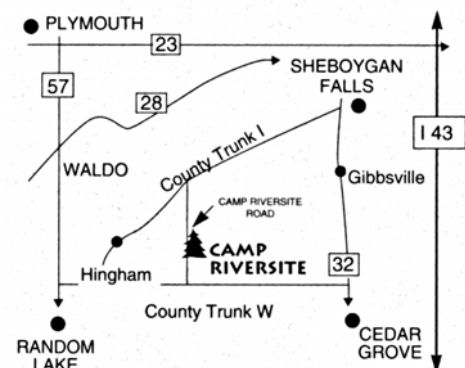 PLYMOUTH
23
57
28
SHEBOYGAN
FALLS
I 43
WALDO
County Trunk I
Gibbsville
CAMP RIVERSITE
ROAD
CAMP
RIVERSITE
Hingham
32
County Trunk W
RANDOM
LAKE
CEDAR
GROVE